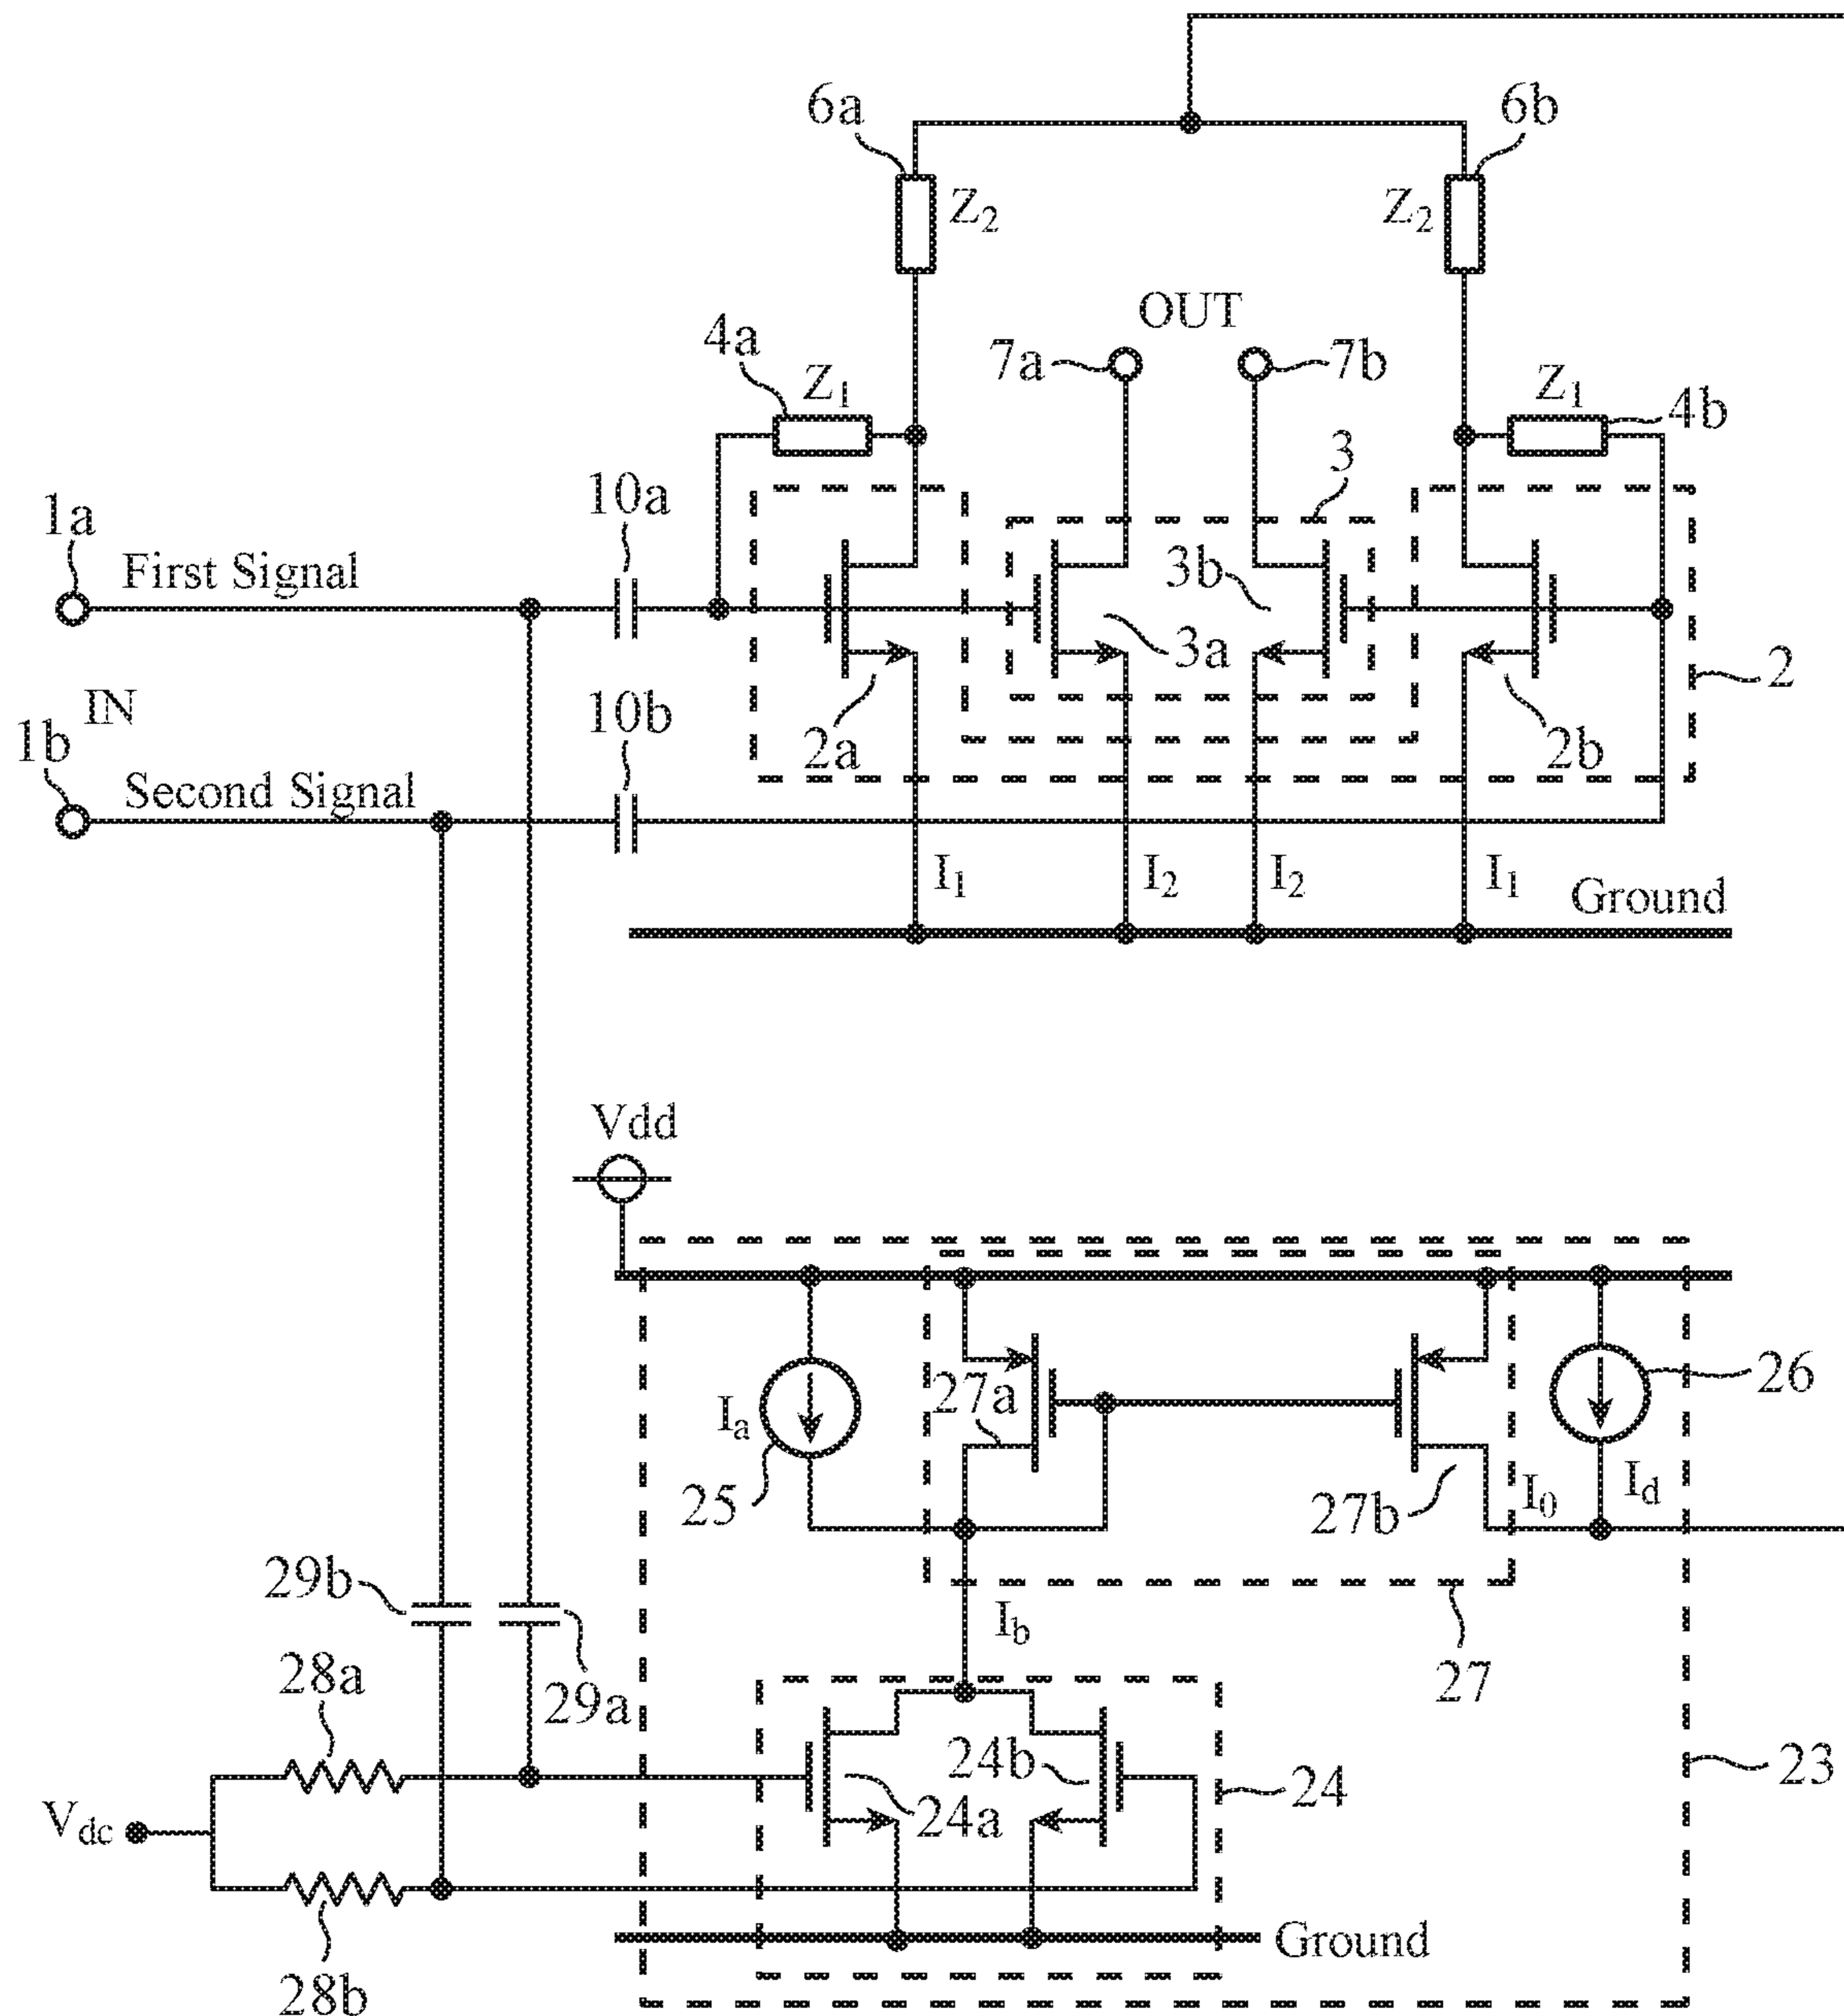 6a
6b
Z2
Z2
OUT
4a
Z1
7a
7b
Z1
4b
3
1a
First Signal
10a
3b
3a
2
IN
10b
2a
2b
1b
Second Signal
I1
I2
I2
I1
Ground
Vdd
Ia
27a
26
25
27b
I0
Id
29b
Ib
28a
29a
27
24b
24
23
Vdc
24a
Ground
28b